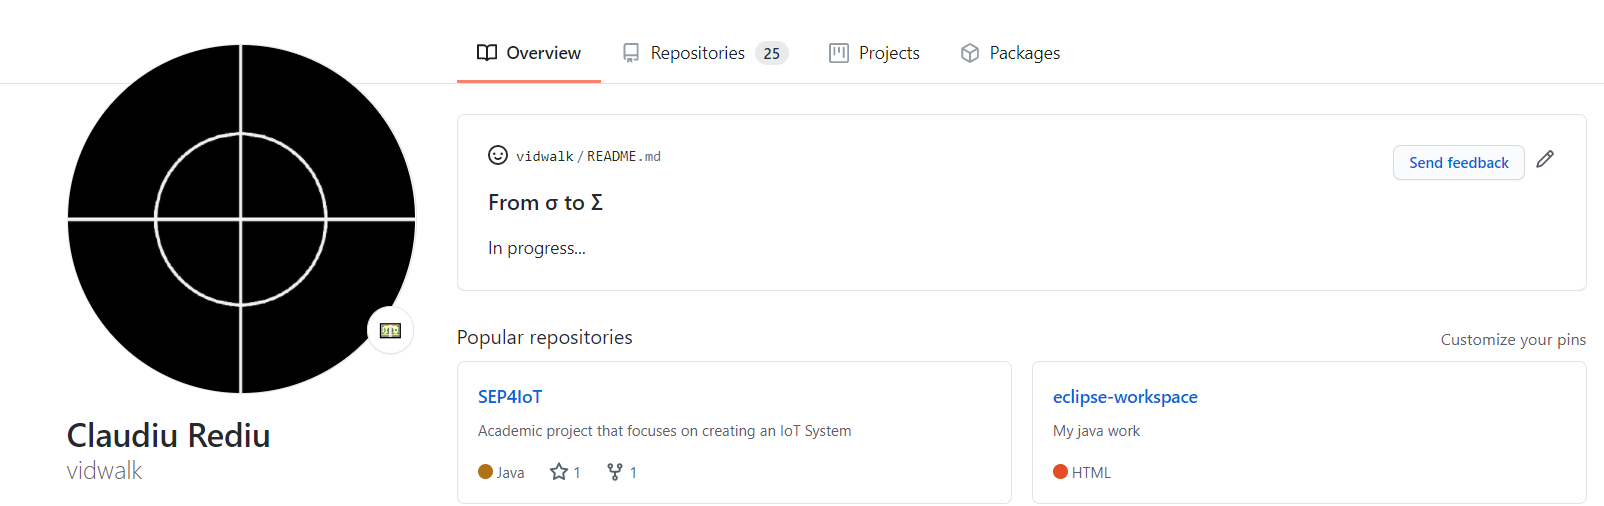 Overview Repositories 25 Projects Packages
vidwalk/README.md
Send feedback
From σ to Σ
In progress...
Popular repositories
Customize your pins
SEP4IoT
Academic project that focuses on creating an IoT System
Java 1 1
eclipse-workspace
My java work
HTML
Claudiu Rediu
vidwalk